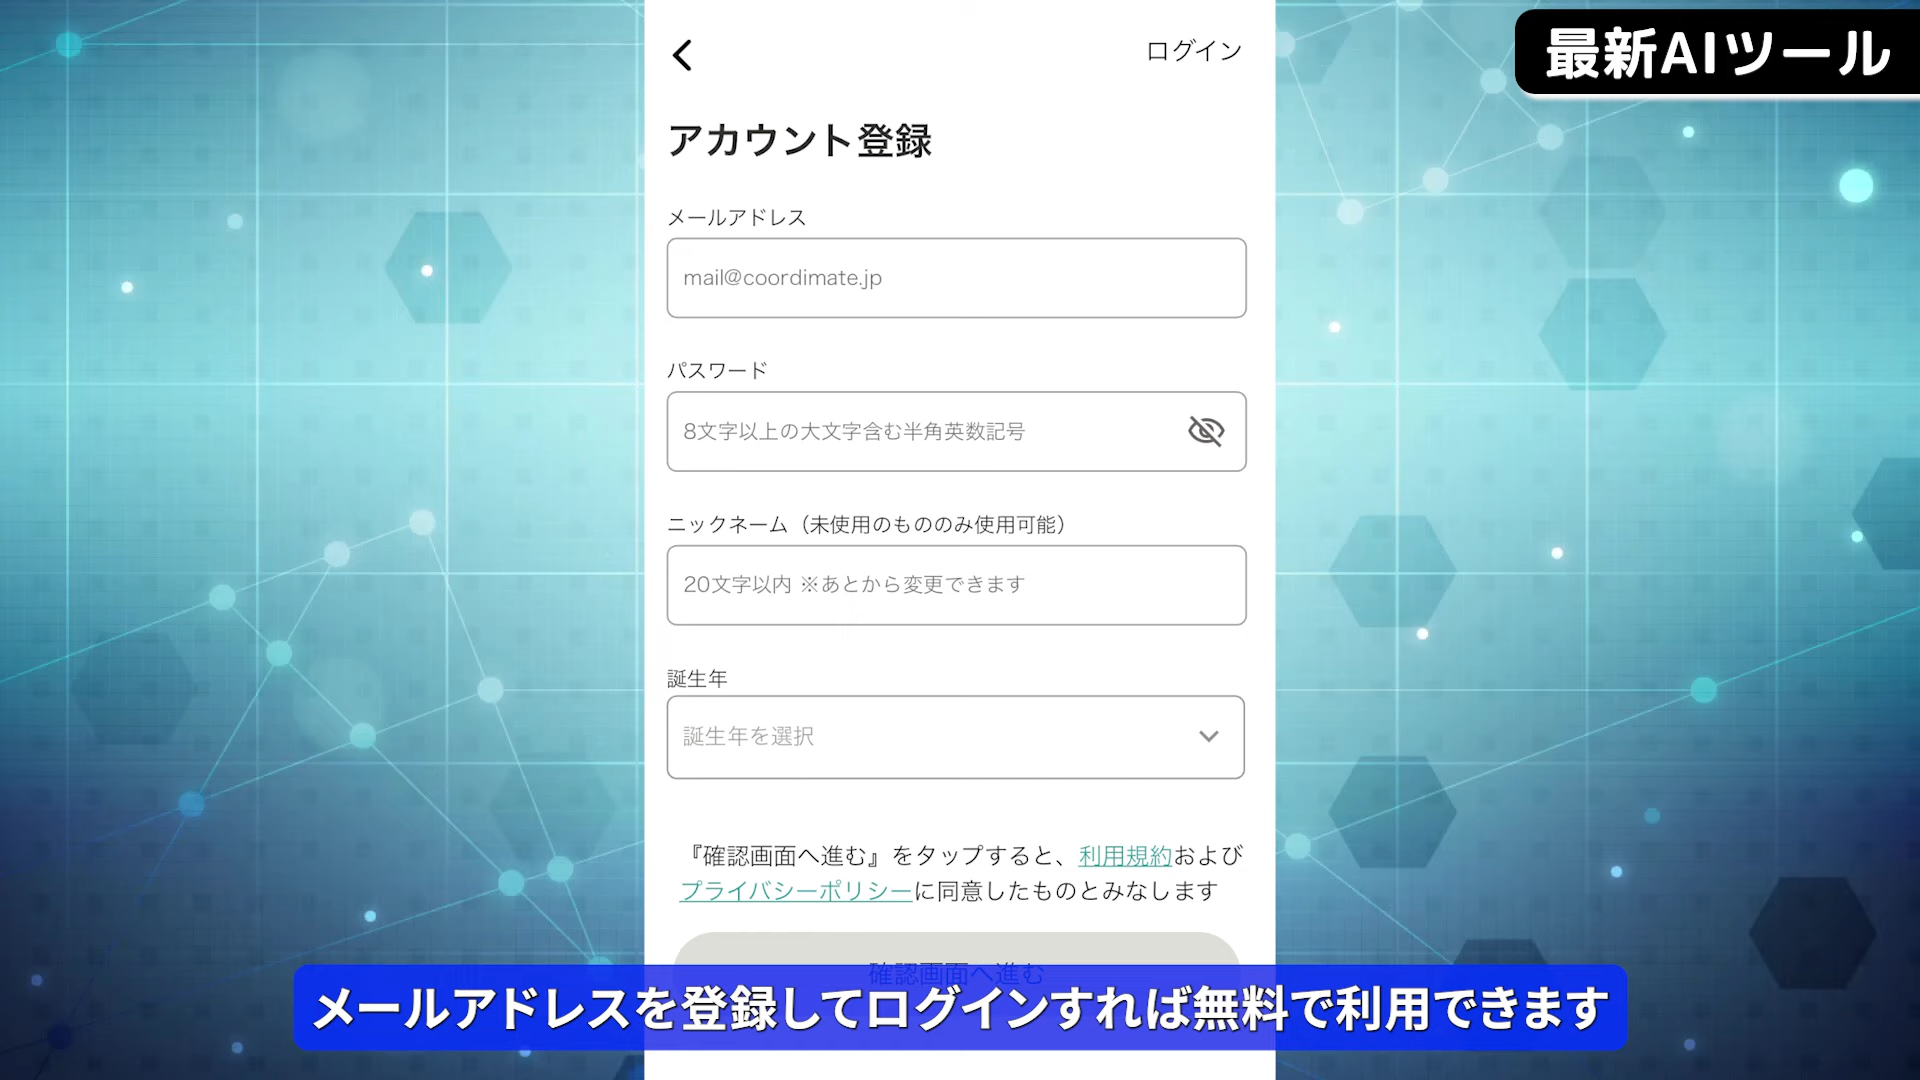 最新AIツール
ログイン
アカウント登録
メールアドレス
mail@coordimate.jp
パスワード
8文字以上の大文字含む半角英数記号
ニックネーム（未使用のもののみ使用可能）
20文字以内 ※あとから変更できます
誕生年
誕生年を選択
『確認画面へ進む』をタップすると、利用規約および
プライバシーポリシーに同意したものとみなします
確認画面へ進む
メールアドレスを登録してログインすれば無料で利用できます